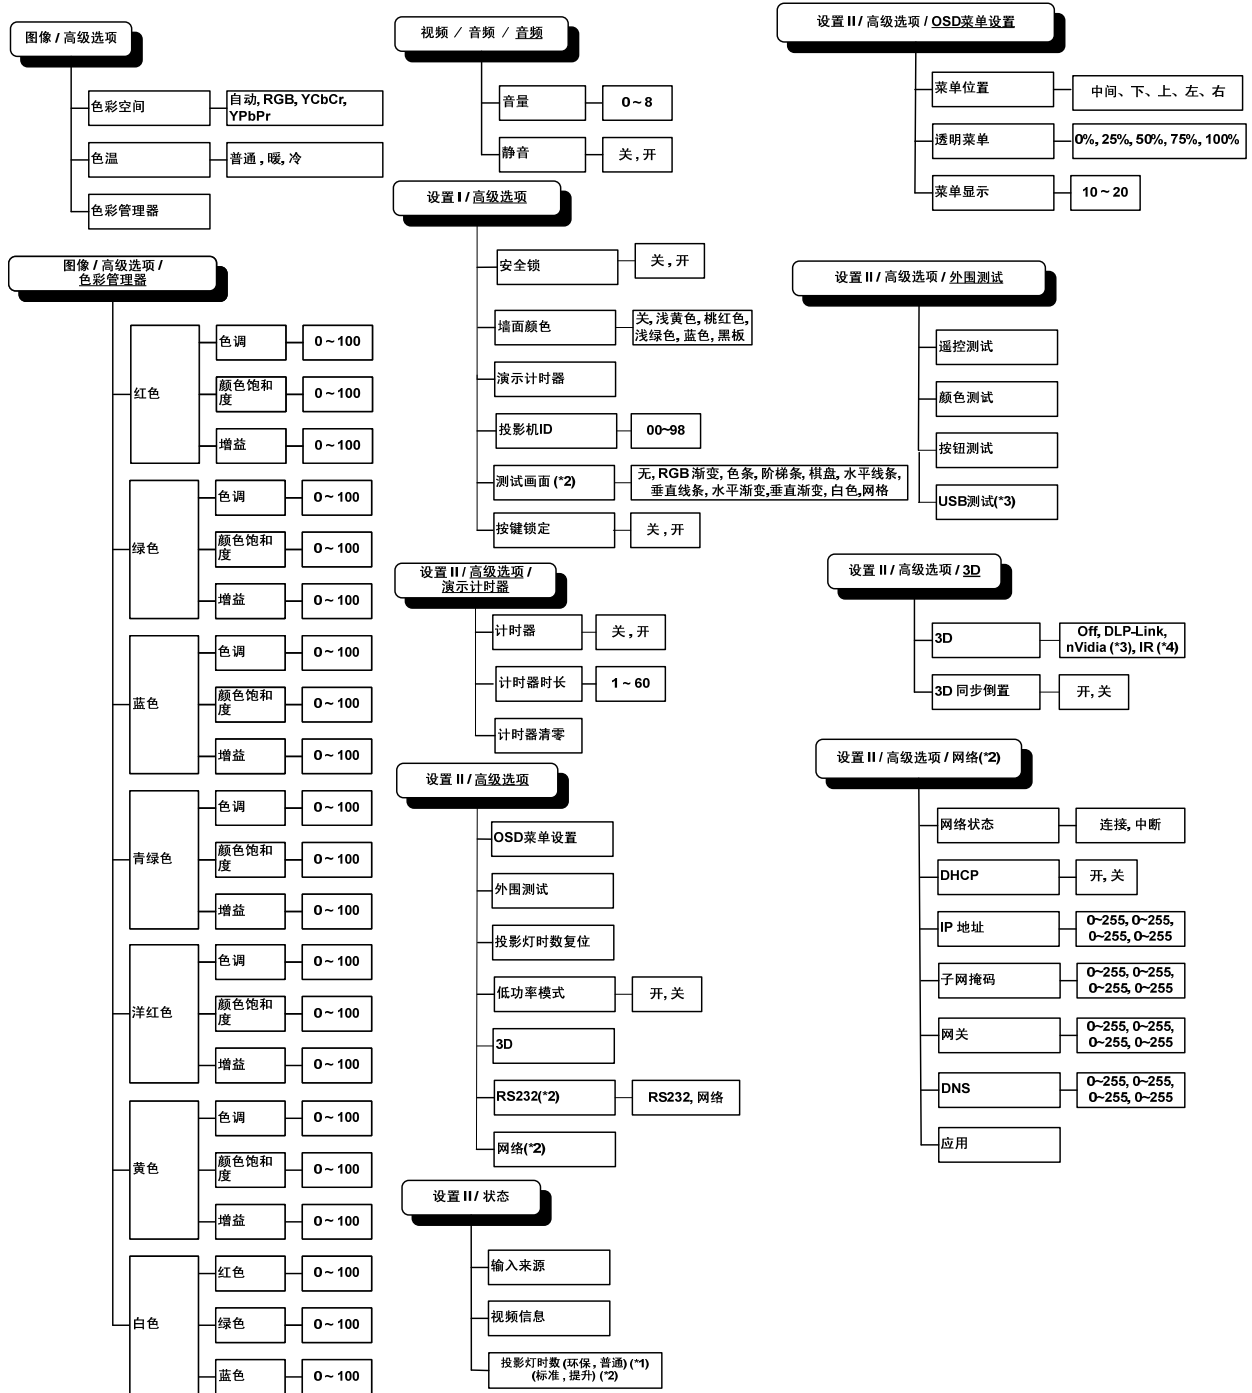 图像 / 高级选项
色彩空间
自动, RGB, YCbCr,
YPbPr
色温
普通 , 暖, 冷
色彩管理器
图像 / 高级选项 /
色彩管理器
红色
色调
0 ~ 100
颜色饱和
度
0 ~ 100
增益
0 ~ 100
绿色
色调
0 ~ 100
颜色饱和
度
0 ~ 100
增益
0 ~ 100
蓝色
色调
0 ~ 100
颜色饱和
度
0 ~ 100
增益
0 ~ 100
青绿色
色调
0 ~ 100
颜色饱和
度
0 ~ 100
增益
0 ~ 100
洋红色
色调
0 ~ 100
颜色饱和
度
0 ~ 100
增益
0 ~ 100
黄色
色调
0 ~ 100
颜色饱和
度
0 ~ 100
增益
0 ~ 100
白色
红色
0 ~ 100
绿色
0 ~ 100
蓝色
0 ~ 100
视频 / 音频 / 音频
音量
0 ~ 8
静音
关 , 开
设置 I / 高级选项
安全锁
关 , 开
墙面颜色
关, 浅黄色, 桃红色,
浅绿色, 蓝色, 黑板
演示计时器
投影机ID
00~98
测试画面 (*2)
无, RGB 渐变, 色条, 阶梯条, 棋盘, 水平线条,
垂直线条, 水平渐变,垂直渐变, 白色,网格
按键锁定
关 , 开
设置 II / 高级选项 /
演示计时器
计时器
关 , 开
计时器时长
1 ~ 60
计时器清零
设置 II / 高级选项
OSD菜单设置
外围测试
投影灯时数复位
低功率模式
开, 关
3D
RS232(*2)
RS232, 网络
网络(*2)
设置 II / 状态
输入来源
视频信息
投影灯时数 (环保 , 普通) (*1)
(标准 , 提升) (*2)
设置 II / 高级选项 / OSD菜单设置
菜单位置
中间、下、上、左、右
透明菜单
0%, 25%, 50%, 75%, 100%
菜单显示
10 ~ 20
设置 II / 高级选项 / 外围测试
遥控测试
颜色测试
按钮测试
USB测试(*3)
设置 II / 高级选项 / 3D
3D
Off, DLP-Link,
nVidia (*3), IR (*4)
3D 同步倒置
开, 关
设置 II / 高级选项 / 网络(*2)
网络状态
连接, 中断
DHCP
开, 关
IP 地址
0~255, 0~255,
0~255, 0~255
子网掩码
0~255, 0~255,
0~255, 0~255
网关
0~255, 0~255,
0~255, 0~255
DNS
0~255, 0~255,
0~255, 0~255
应用